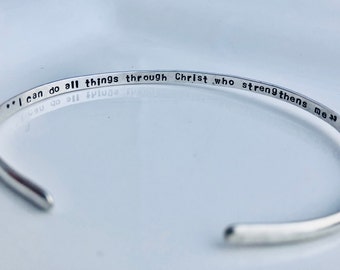 "I can do all things through Christ who strengthens me"